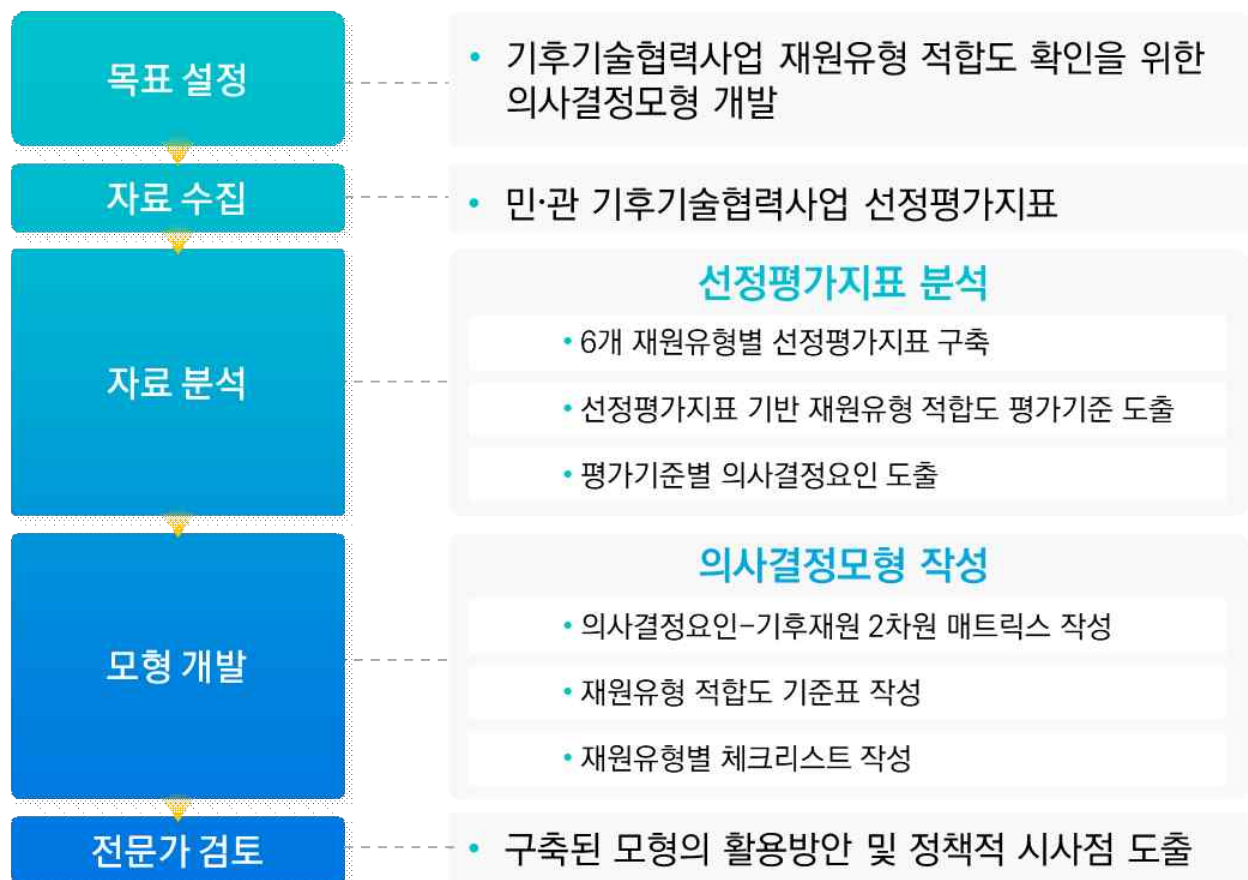 목표 설정
• 기후기술협력사업 재원유형 적합도 확인을 위한
의사결정모형 개발
자료 수집
• 민·관 기후기술협력사업 선정평가지표
자료 분석
선정평가지표 분석
• 6개 재원유형별 선정평가지표 구축
• 선정평가지표 기반 재원유형 적합도 평가기준 도출
• 평가기준별 의사결정요인 도출
모형 개발
의사결정모형 작성
• 의사결정요인-기후재원 2차원 매트릭스 작성
• 재원유형 적합도 기준표 작성
• 재원유형별 체크리스트 작성
전문가 검토
• 구축된 모형의 활용방안 및 정책적 시사점 도출